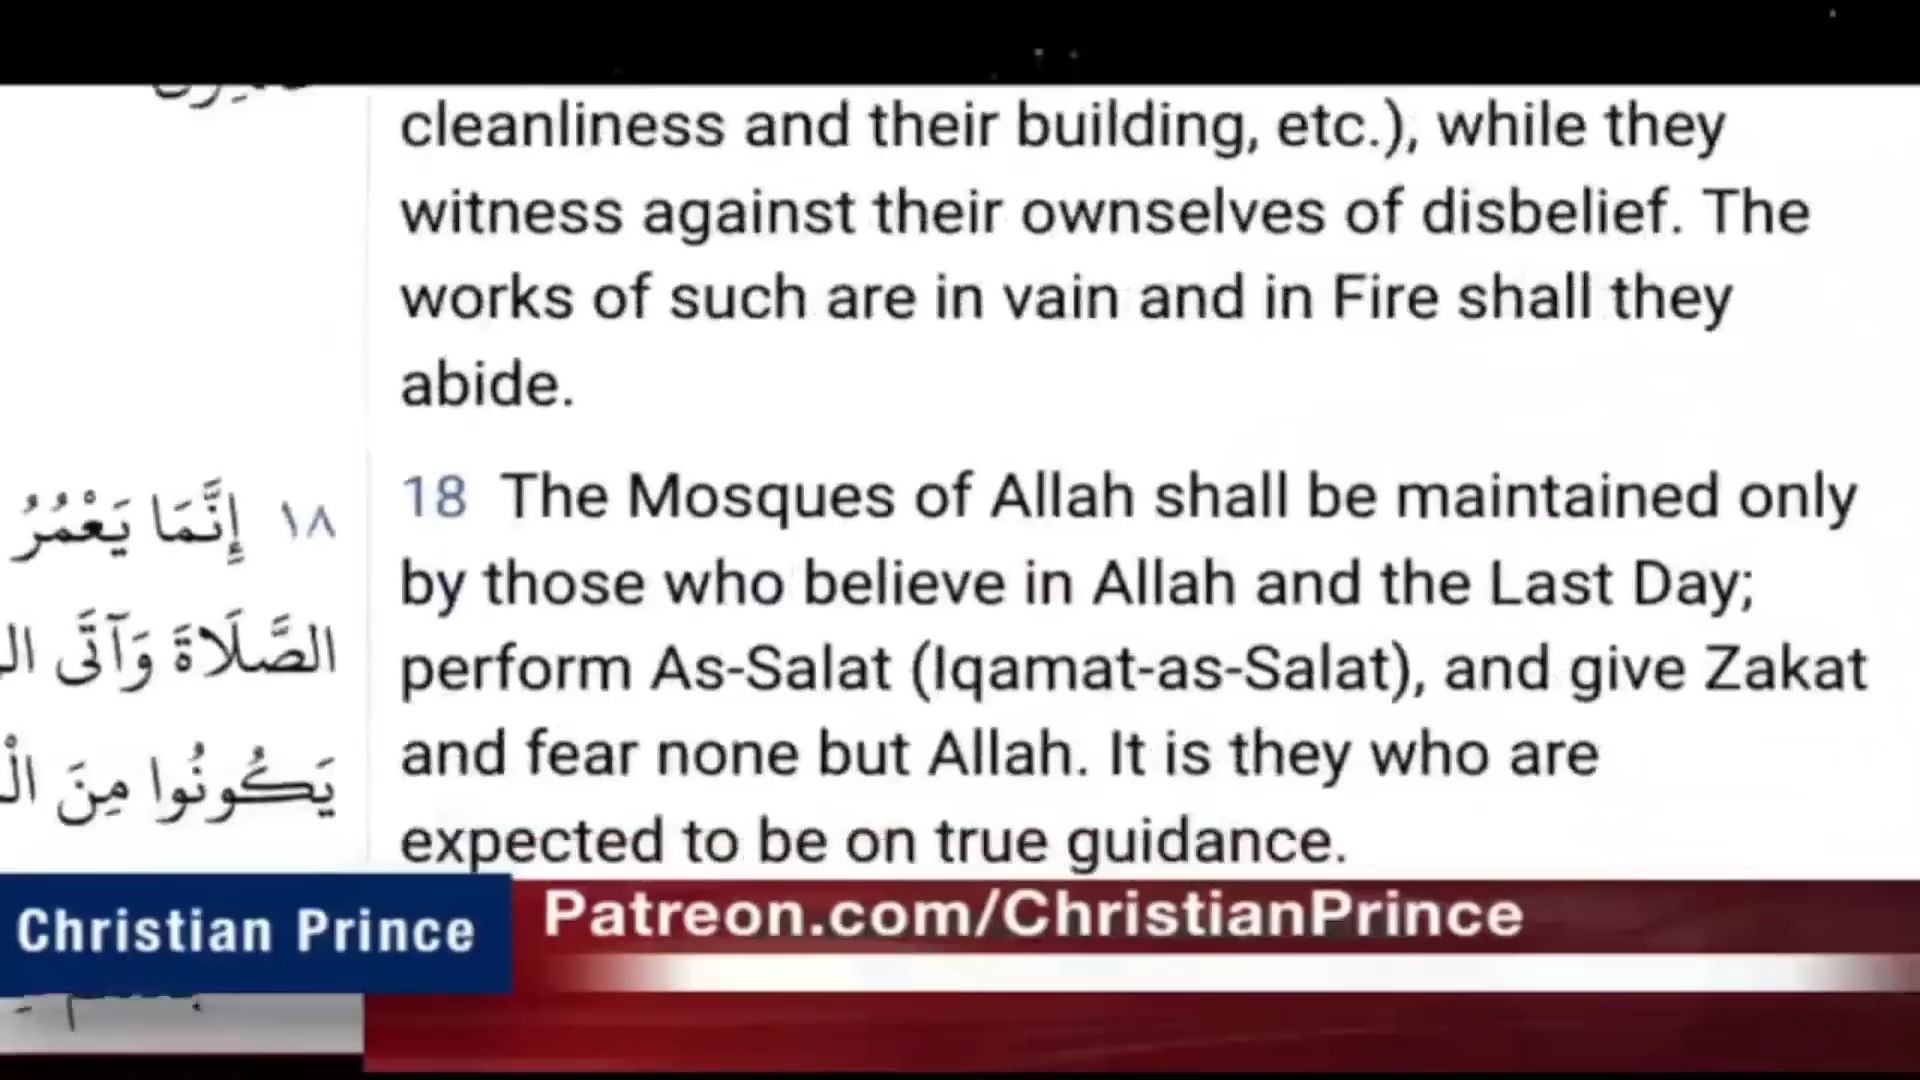 cleanliness and their building, etc.), while they
witness against their ownselves of disbelief. The
works of such are in vain and in Fire shall they
abide.
18 The Mosques of Allah shall be maintained only
by those who believe in Allah and the Last Day;
perform As-Salat (Iqamat-as-Salat), and give Zakat
and fear none but Allah. It is they who are
expected to be on true guidance.
١٨ إِنَّمَا يَعْمُرُ
الصَّلَاةَ وَآتَى
يَكُونُوا مِنَ
Christian Prince
Patreon.com/ChristianPrince